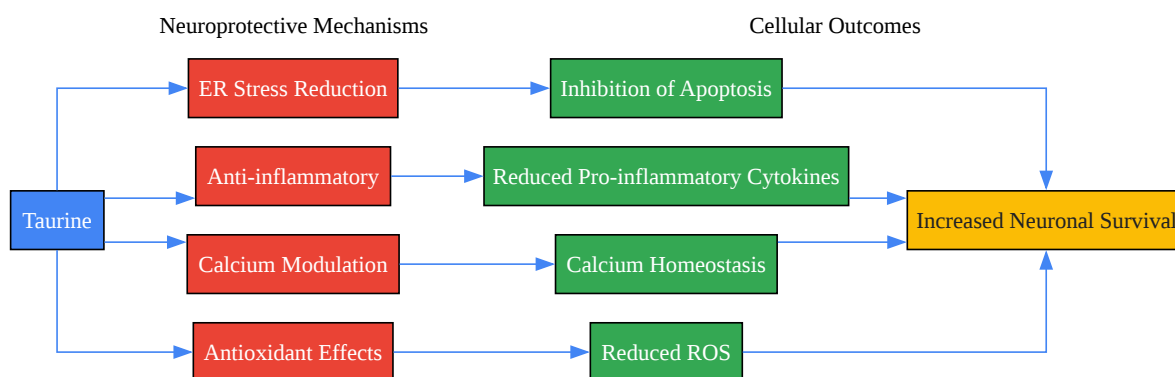 Neuroprotective Mechanisms
Cellular Outcomes
ER Stress Reduction
Inhibition of Apoptosis
Anti-inflammatory
Reduced Pro-inflammatory Cytokines
Taurine
Increased Neuronal Survival
Calcium Modulation
Calcium Homeostasis
Antioxidant Effects
Reduced ROS